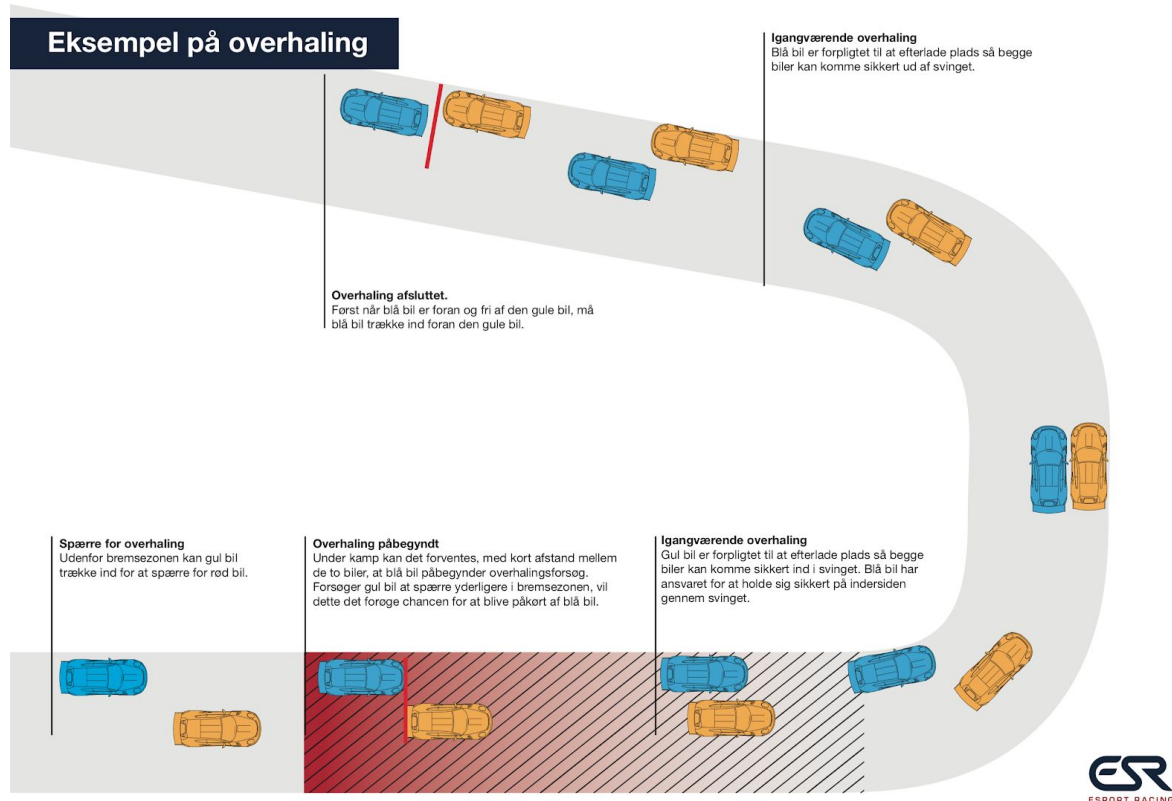 Eksempel på overhaling
Igangværende overhaling
Blå bil er forpligtet til at efterlade plads så begge
biler kan komme sikkert ud af svinget.
Overhaling afsluttet.
Først når blå bil er foran og fri af den gule bil, må
blå bil trække ind foran den gule bil.
Spærre for overhaling
Udenfor bremsezonen kan gul bil
trække ind for at spærre for rød bil.
Overhaling påbegyndt
Under kamp kan det forventes, med kort afstand mellem
de to biler, at blå bil påbegynder overhalingsforsøg.
Forsøger gul bil at spærre yderligere i bremsezonen, vil
dette det forøge chancen for at blive påkørt af blå bil.
Igangværende overhaling
Gul bil er forpligtet til at efterlade plads så begge
biler kan komme sikkert ind i svinget. Blå bil har
ansvaret for at holde sig sikkert på indersiden
gennem svinget.
ESR
ESPORT RACING